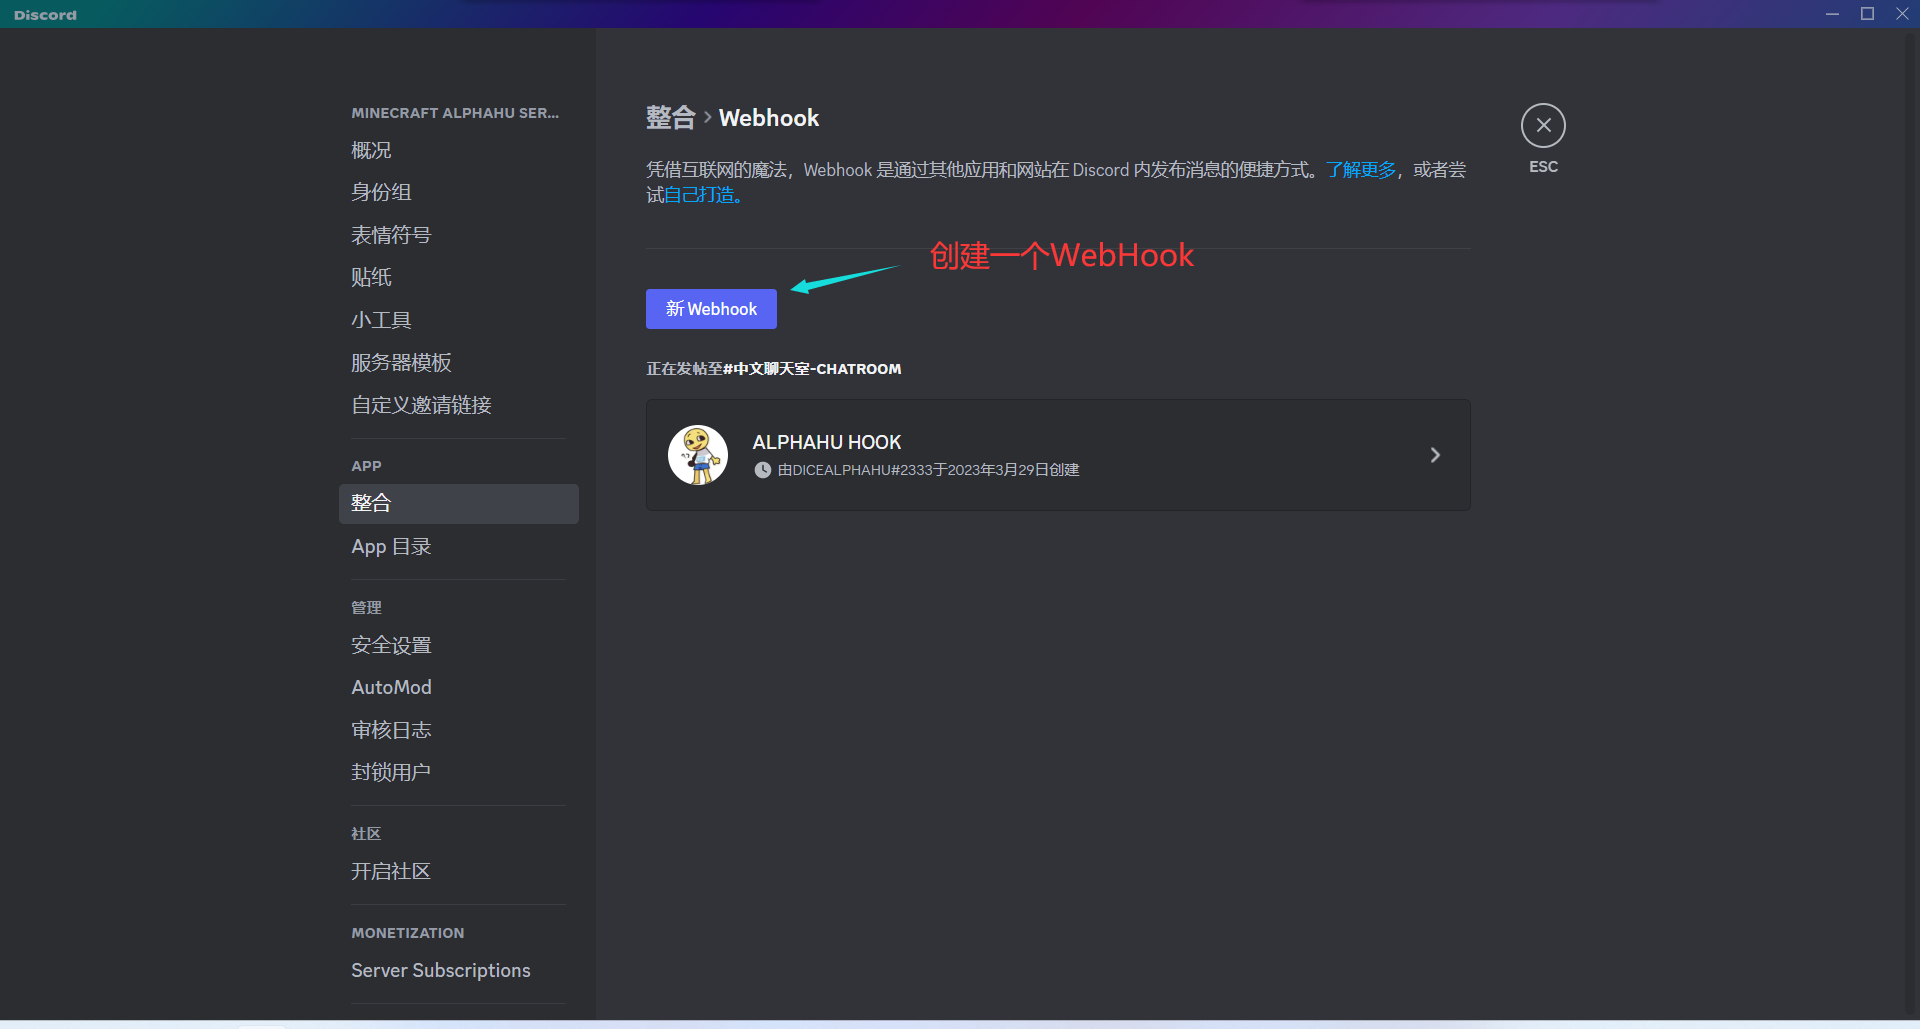 Discord
MINECRAFT ALPHAHU SER...
概况
身份组
表情符号
贴纸
小工具
服务器模板
自定义邀请链接
APP
整合
App 目录
管理
安全设置
AutoMod
审核日志
封锁用户
社区
开启社区
MONETIZATION
Server Subscriptions
整合 › Webhook
凭借互联网的魔法，Webhook 是通过其他应用和网站在 Discord 内发布消息的便捷方式。了解更多，或者尝
试自己打造。
创建一个WebHook
新 Webhook
正在发帖至#中文聊天室-CHATROOM
ALPHAHU HOOK
由DICEALPHAHU#2333于2023年3月29日创建
ESC